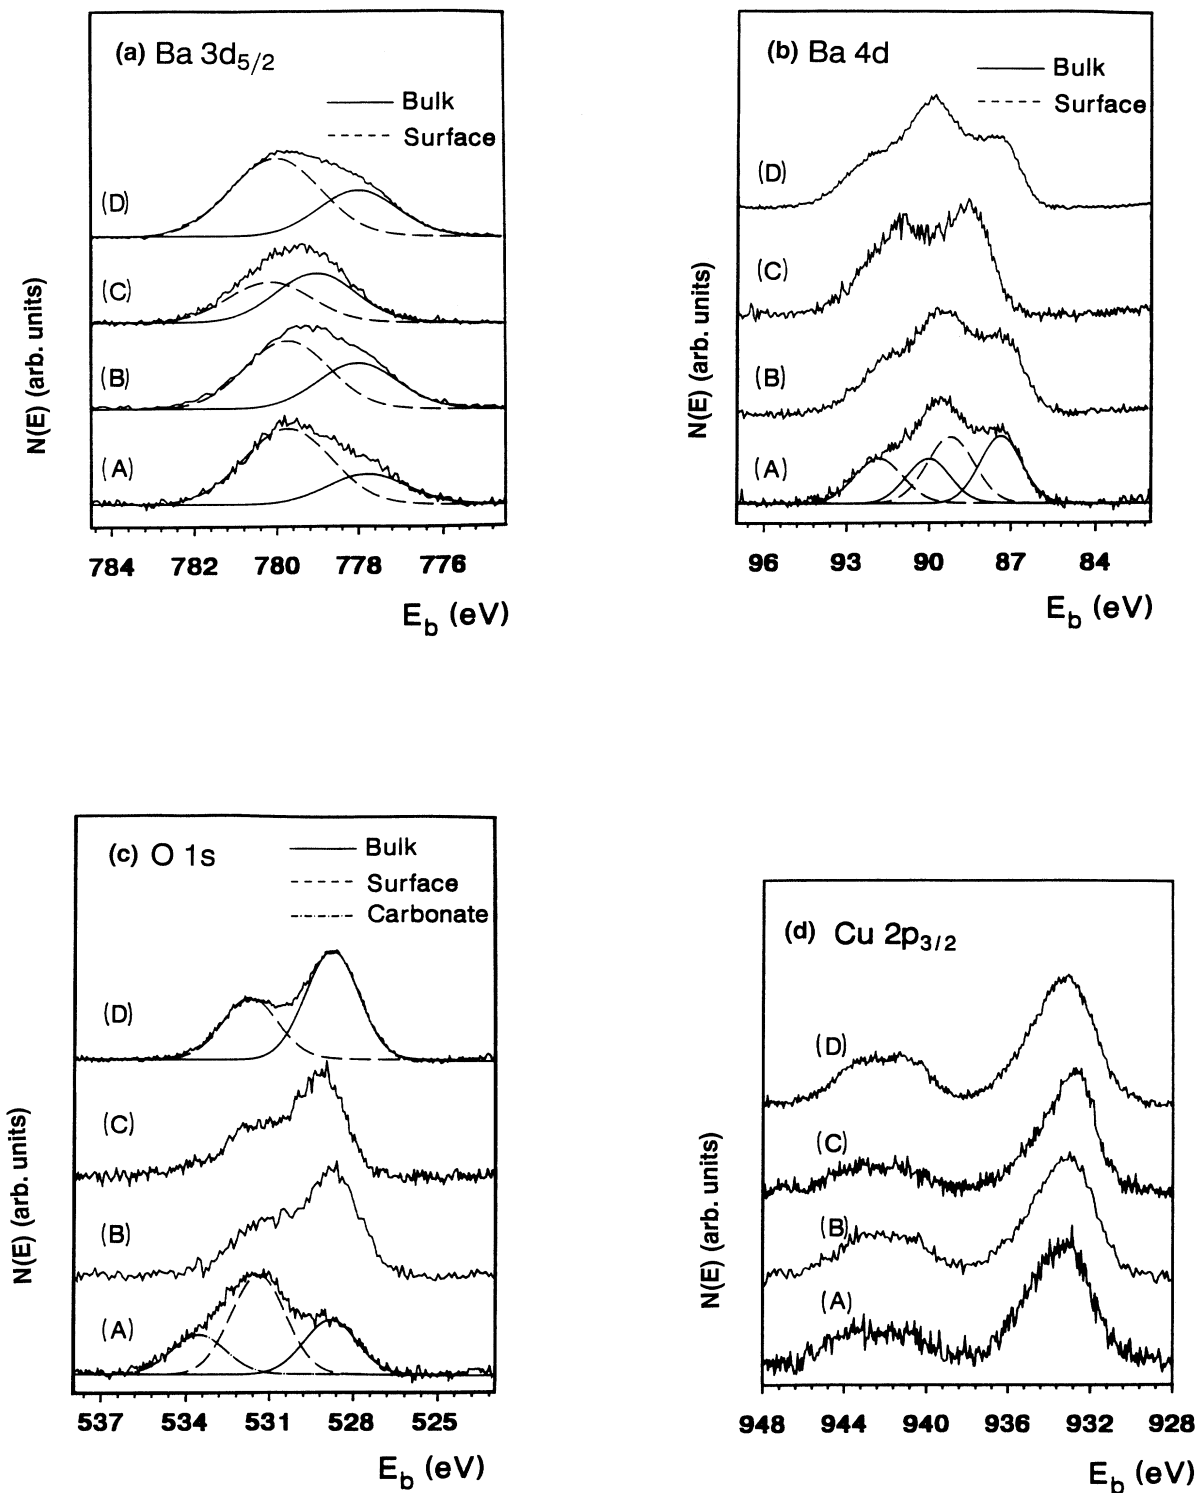 (a) Ba 3d5/2
Bulk
Surface
(D)
(C)
(B)
(A)
N(E) (arb. units)
784 782 780 778 776
Eb (eV)
(b) Ba 4d
Bulk
Surface
(D)
(C)
(B)
(A)
N(E) (arb. units)
96 93 90 87 84
Eb (eV)
(c) O 1s
Bulk
Surface
Carbonate
(D)
(C)
(B)
(A)
N(E) (arb. units)
537 534 531 528 525
Eb (eV)
(d) Cu 2p3/2
(D)
(C)
(B)
(A)
N(E) (arb. units)
948 944 940 936 932 928
Eb (eV)